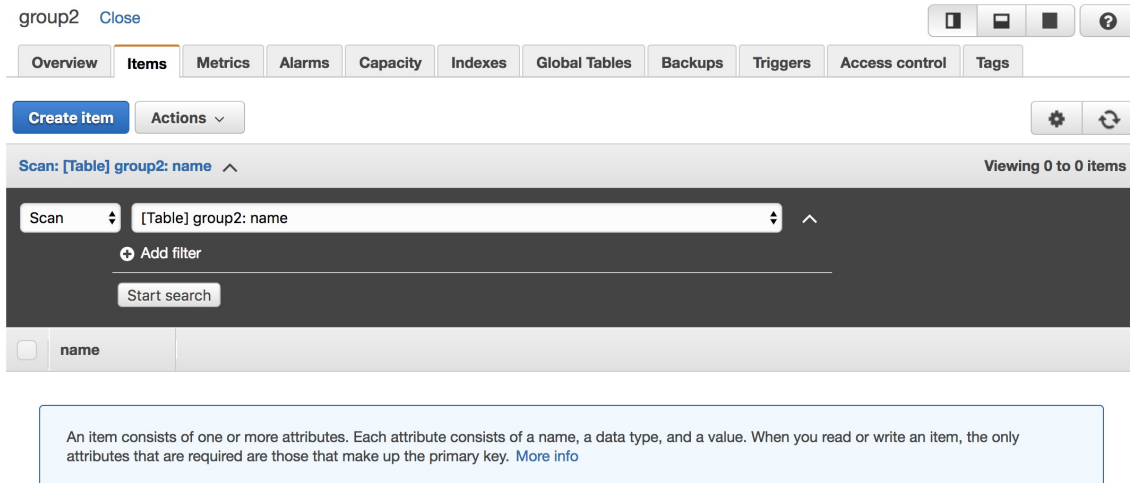 group2 Close
Overview Items Metrics Alarms Capacity Indexes Global Tables Backups Triggers Access control Tags
Create item Actions
Scan: [Table] group2: name Viewing 0 to 0 items
Scan [Table] group2: name
Add filter
Start search
name
An item consists of one or more attributes. Each attribute consists of a name, a data type, and a value. When you read or write an item, the only
attributes that are required are those that make up the primary key. More info